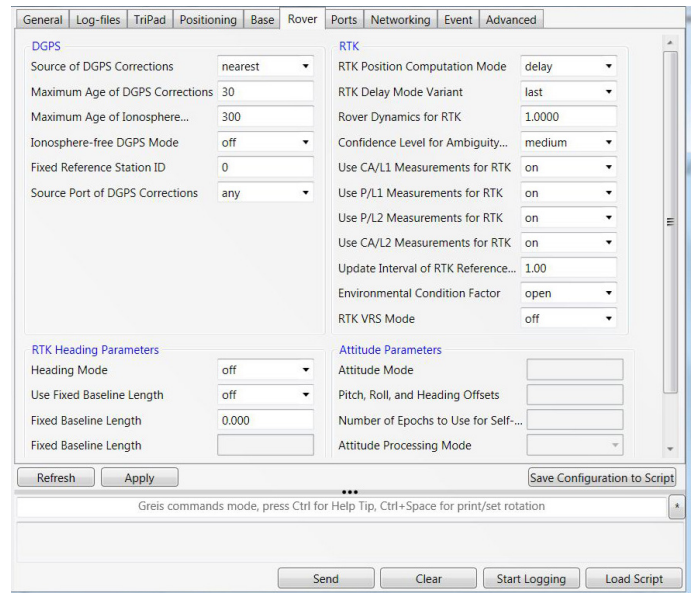 General Log-files TriPad Positioning Base Rover Ports Networking Event Advanced
DGPS
Source of DGPS Corrections nearest
Maximum Age of DGPS Corrections 30
Maximum Age of Ionosphere... 300
Ionosphere-free DGPS Mode off
Fixed Reference Station ID 0
Source Port of DGPS Corrections any
RTK
RTK Position Computation Mode delay
RTK Delay Mode Variant last
Rover Dynamics for RTK 1.0000
Confidence Level for Ambiguity... medium
Use CA/L1 Measurements for RTK on
Use P/L1 Measurements for RTK on
Use P/L2 Measurements for RTK on
Use CA/L2 Measurements for RTK on
Update Interval of RTK Reference... 1.00
Environmental Condition Factor open
RTK VRS Mode off
RTK Heading Parameters
Heading Mode off
Use Fixed Baseline Length off
Fixed Baseline Length 0.000
Fixed Baseline Length
Attitude Parameters
Attitude Mode
Pitch, Roll, and Heading Offsets
Number of Epochs to Use for Self-...
Attitude Processing Mode
Refresh Apply Save Configuration to Script
Greis commands mode, press Ctrl for Help Tip, Ctrl+Space for print/set rotation *
Send Clear Start Logging Load Script